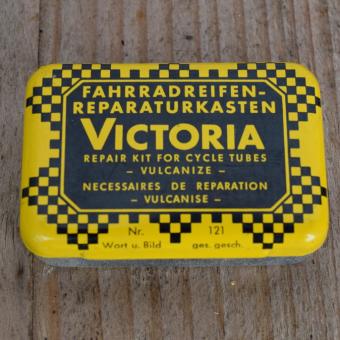 FAHRRADREIFEN-
REPARATURKASTEN
VICTORIA
REPAIR KIT FOR CYCLE TUBES
- VULCANIZE -
NECESSAIRES DE REPARATION
- VULCANISE -
Nr. 121
Wort u. Bild ges. gesch.